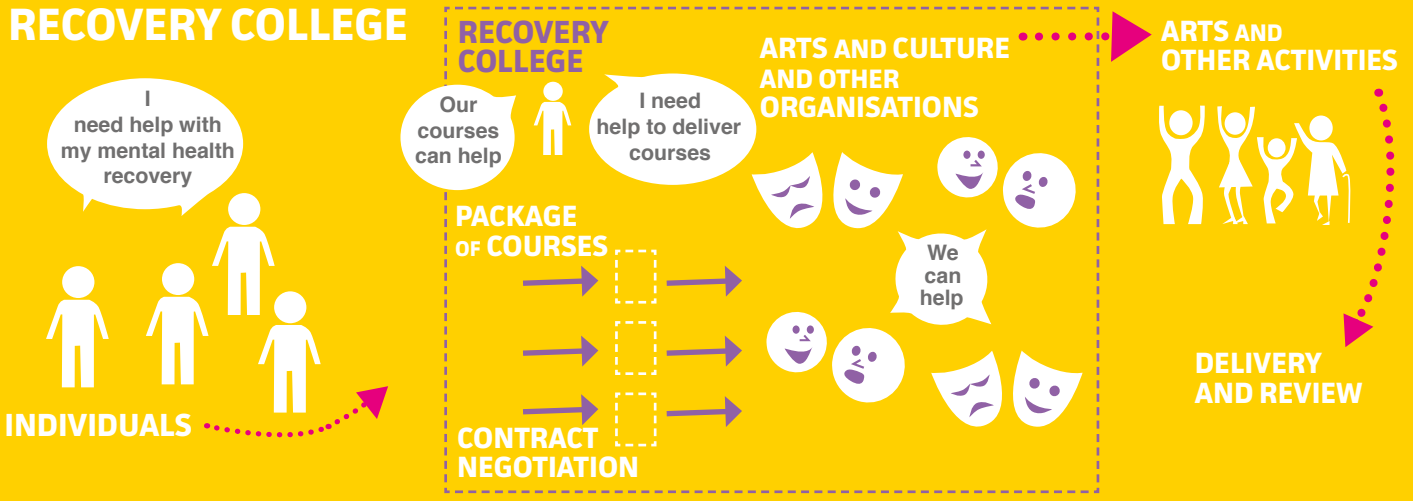 RECOVERY COLLEGE
I
need help with
my mental health
recovery
INDIVIDUALS
RECOVERY
COLLEGE
Our
courses
can help
I need
help to deliver
courses
PACKAGE
OF COURSES
CONTRACT
NEGOTIATION
ARTS AND CULTURE
AND OTHER
ORGANISATIONS
We
can
help
ARTS AND
OTHER ACTIVITIES
DELIVERY
AND REVIEW